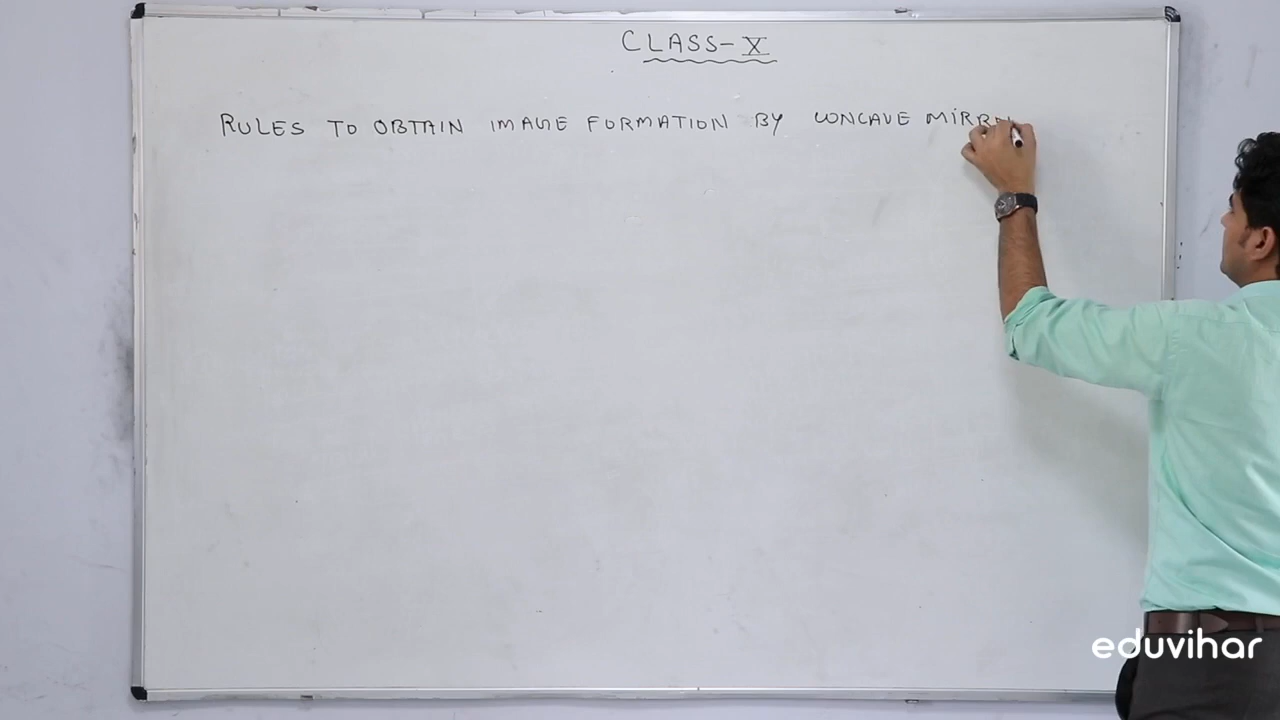 CLASS-X
RULES TO OBTAIN IMAGE FORMATION BY CONCAVE
eduvihar